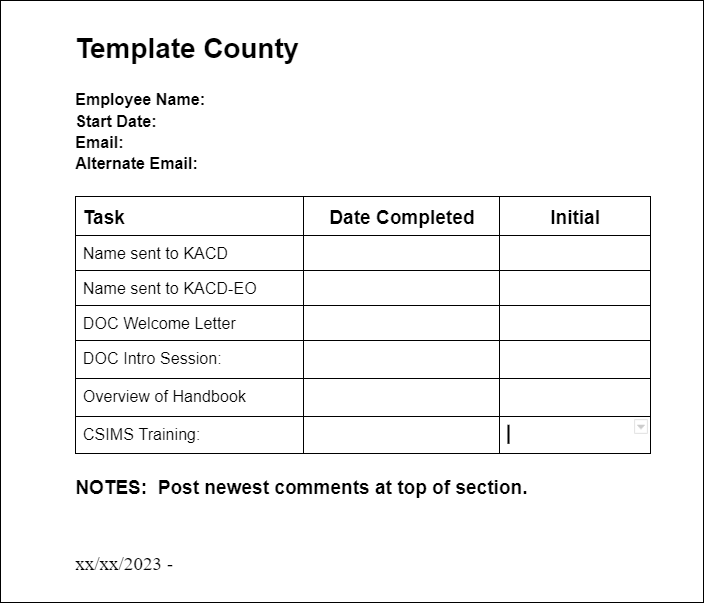 Template County
Employee Name:
Start Date:
Email:
Alternate Email:
Task Date Completed Initial
Name sent to KACD
Name sent to KACD-EO
DOC Welcome Letter
DOC Intro Session:
Overview of Handbook
CSIMS Training:
NOTES:  Post newest comments at top of section.
xx/xx/2023 -